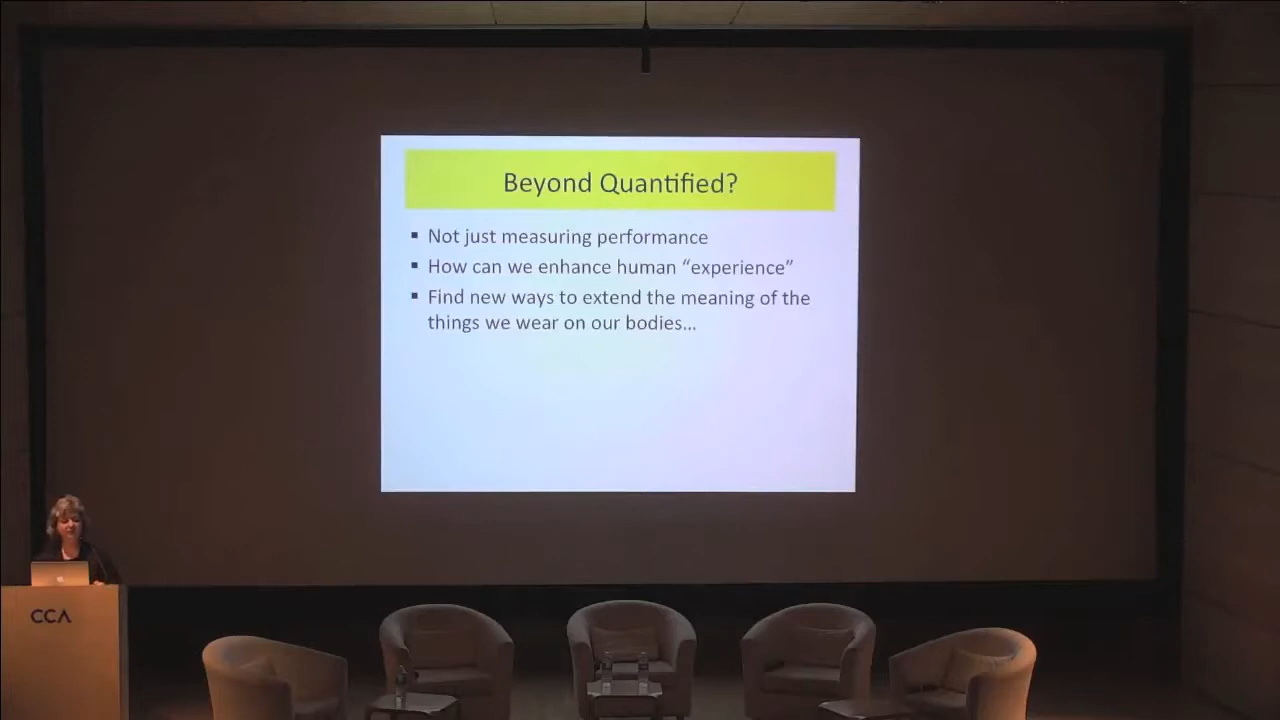 Beyond Quantified?
▪ Not just measuring performance
▪ How can we enhance human “experience”
▪ Find new ways to extend the meaning of the
things we wear on our bodies…
CCA